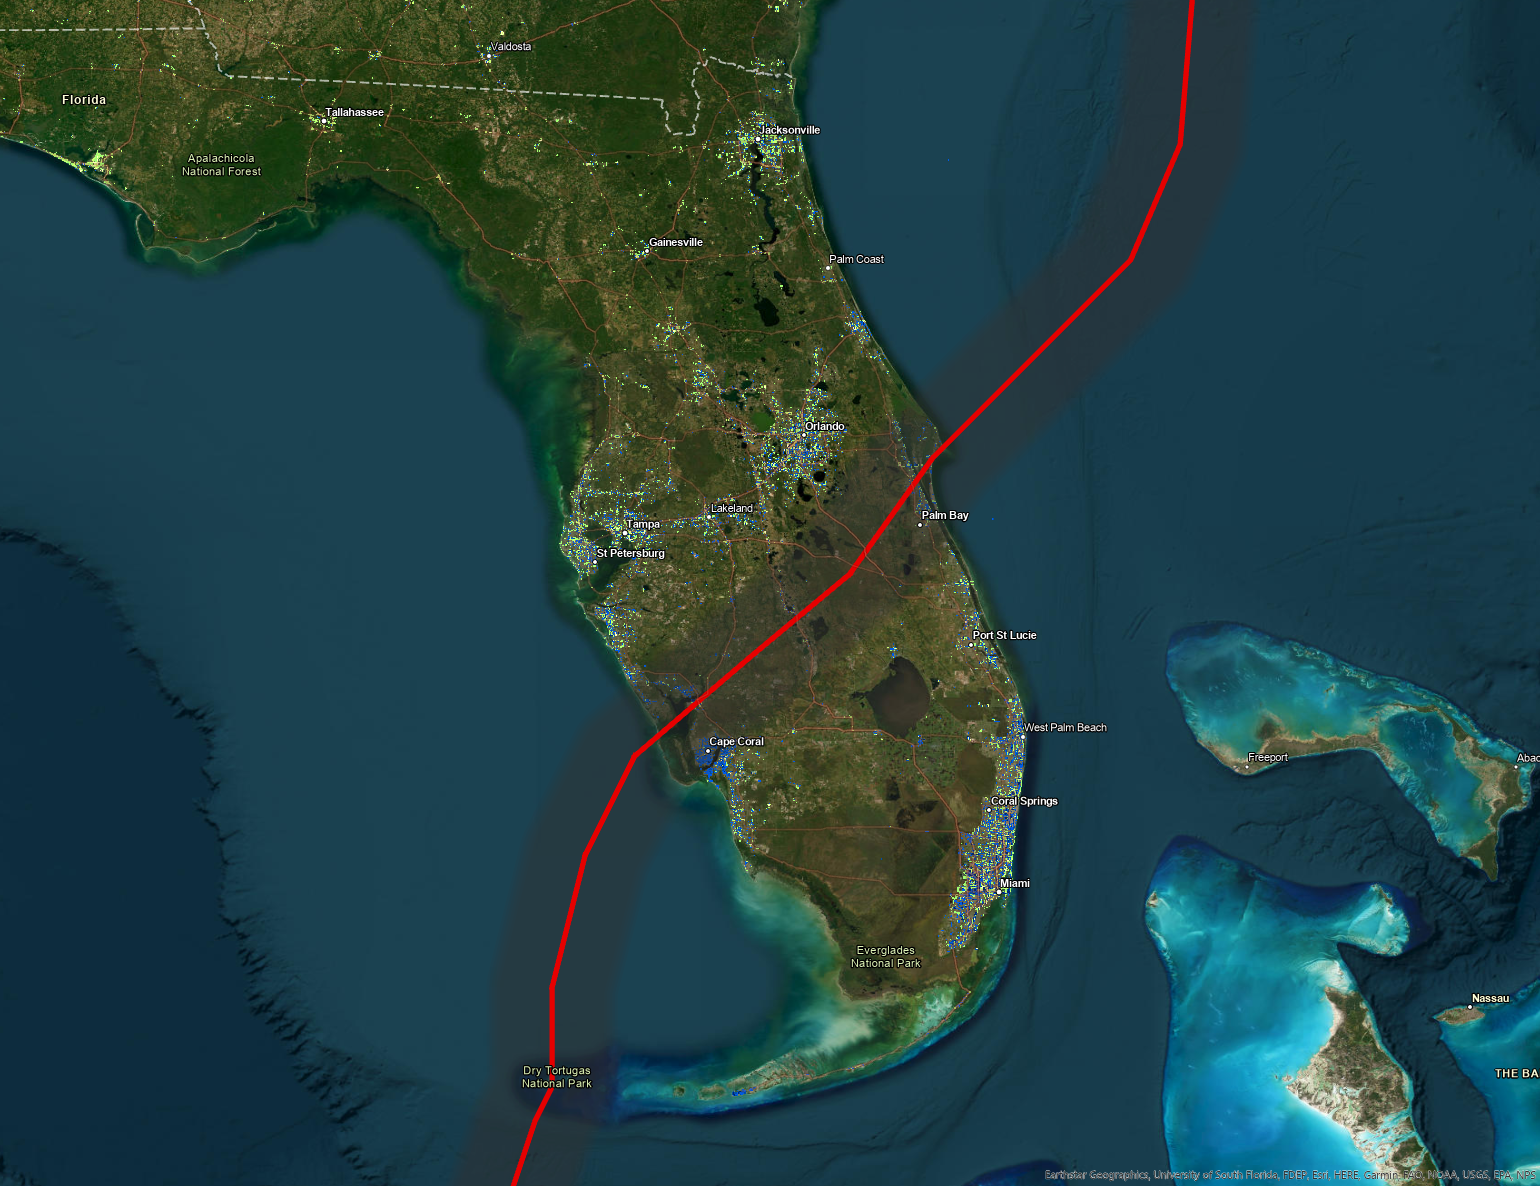 Valdosta
Florida
Tallahassee
Jacksonville
Apalachicola
National Forest
Gainesville
Palm Coast
Orlando
Lakeland
Palm Bay
Tampa
St Petersburg
Port St Lucie
West Palm Beach
Cape Coral
Freeport
Abac
Coral Springs
Miami
Everglades
National Park
Nassau
Dry Tortugas
National Park
THE BA
Earthstar Geographics, University of South Florida, FDEP, Esri, HERE, Garmin, FAO, NOAA, USGS, EPA, NPS